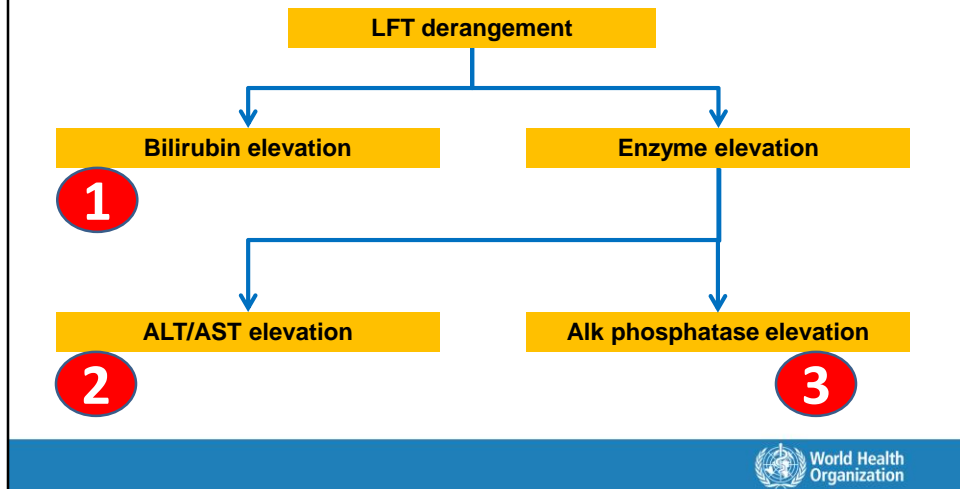 LFT derangement
Bilirubin elevation
Enzyme elevation
1
ALT/AST elevation
Alk phosphatase elevation
2
3
World Health
Organization